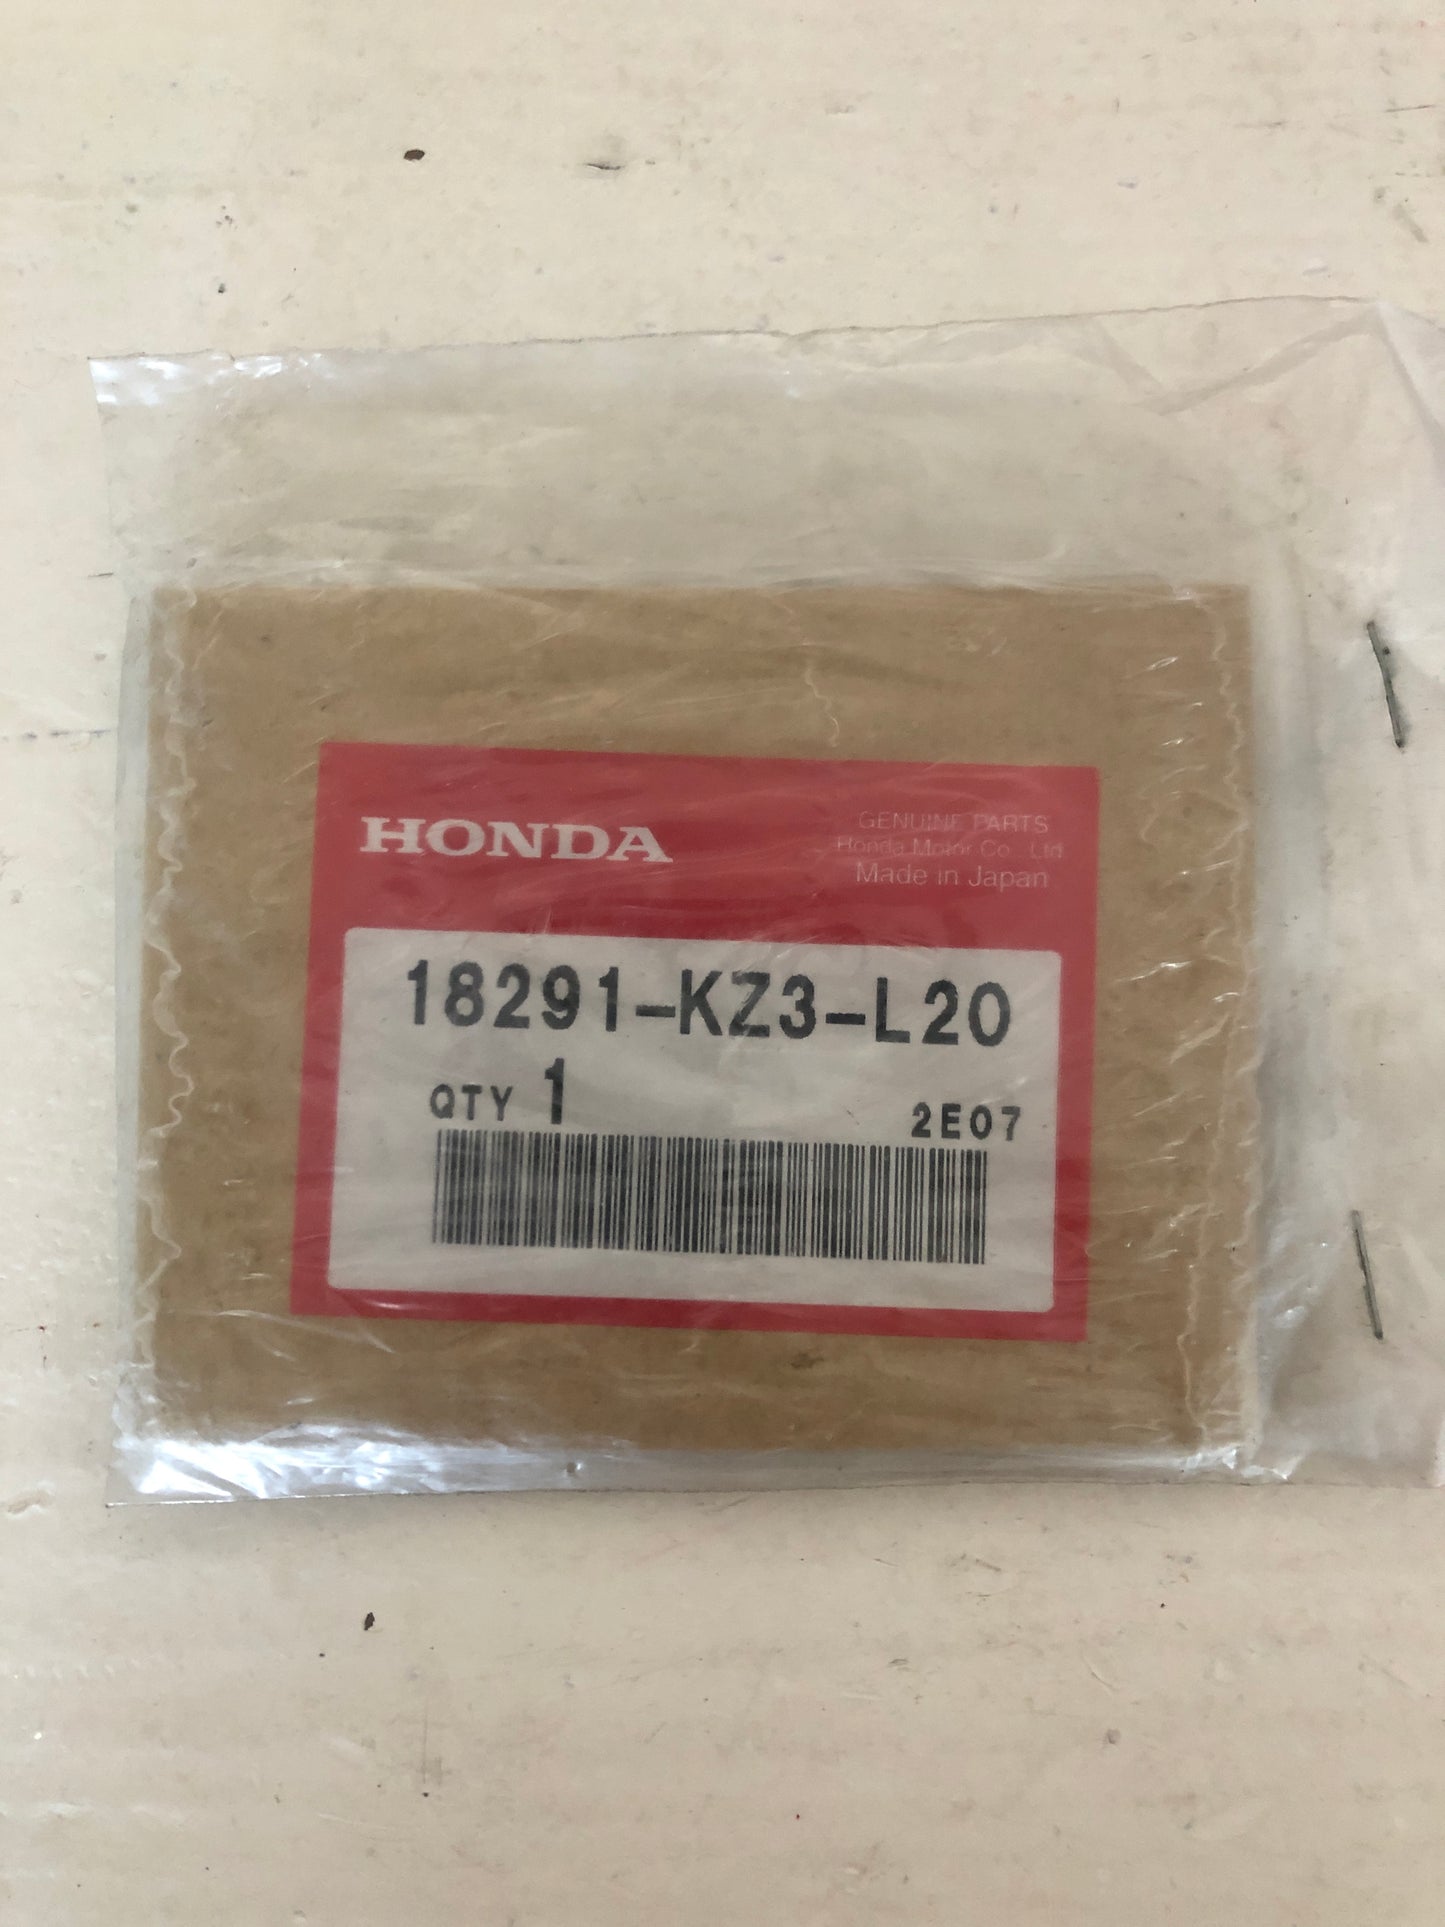 HONDA
GENUINE PARTS
Honda Motor Co., Ltd.
Made in Japan
18291-KZ3-L20
QTY 1
2E07